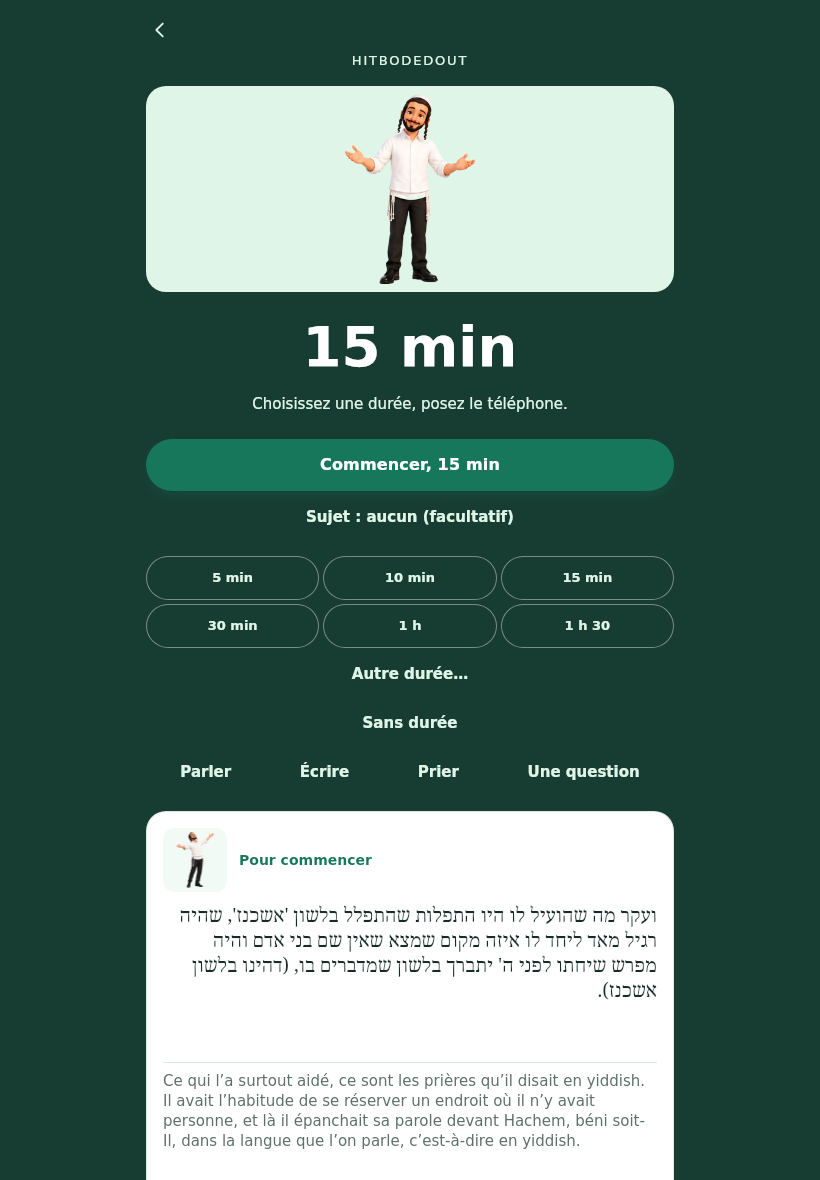 HITBODEDOUT
15 min
Choisissez une durée, posez le téléphone.
Commencer, 15 min
Sujet : aucun (facultatif)
5 min
10 min
15 min
30 min
1 h
1 h 30
Autre durée…
Sans durée
Parler
Écrire
Prier
Une question
Pour commencer
ועקר מה שהועיל לו היו התפלות שהתפלל בלשון 'אשכנז', שהיה
רגיל מאד ליחד לו איזה מקום שמצא שאין שם בני אדם והיה
מפרש שיחתו לפני ה' יתברך בלשון שמדברים בו, (דהינו בלשון
אשכנז).
Ce qui l’a surtout aidé, ce sont les prières qu’il disait en yiddish.
Il avait l’habitude de se réserver un endroit où il n’y avait
personne, et là il épanchait sa parole devant Hachem, béni soit-
Il, dans la langue que l’on parle, c’est-à-dire en yiddish.